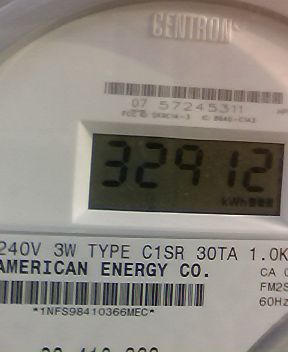 CENTRON
07 57245311
32912
kWh
240V 3W TYPE C1SR 30TA 1.0K
AMERICAN ENERGY CO.
CA
FM2S
60Hz
*1NFS98410366MEC*